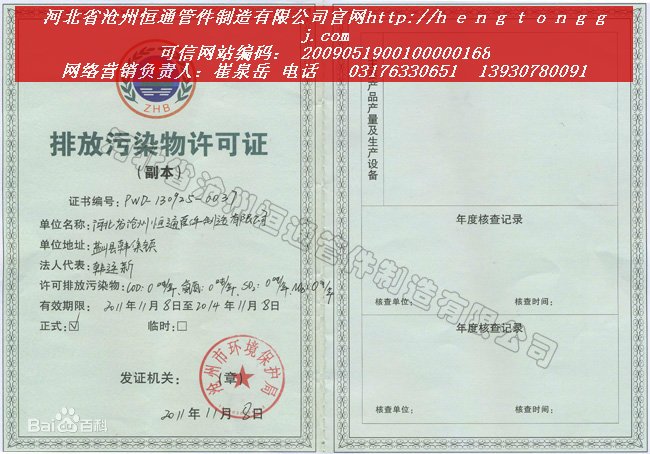 河北省沧州恒通管件制造有限公司官网http://hengtonggj.com
可信网站编码： 2009051900100000168
网络营销负责人：崔泉岳 电话 03176330651 13930780091
ZHB
排放污染物许可证
(副本)
证书编号：PWD-130925-0037
单位名称：河北省沧州恒通管件制造有限公司
单位地址：盐山县韩集镇
法人代表：韩连新
许可排放污染物：COD：0吨/年，氨氮：0吨/年，SO₂：0吨/年，NOx：0吨/年
有效期限：2011年11月8日至2014年11月8日
正式：☑ 临时：☐
发证机关：（章）
沧州市环境保护局
2011年11月8日
Bai百科
产品产量及生产设备
年度核查记录
核查单位： 核查时间：
年度核查记录
核查单位： 核查时间：
河北省沧州恒通管件制造有限公司